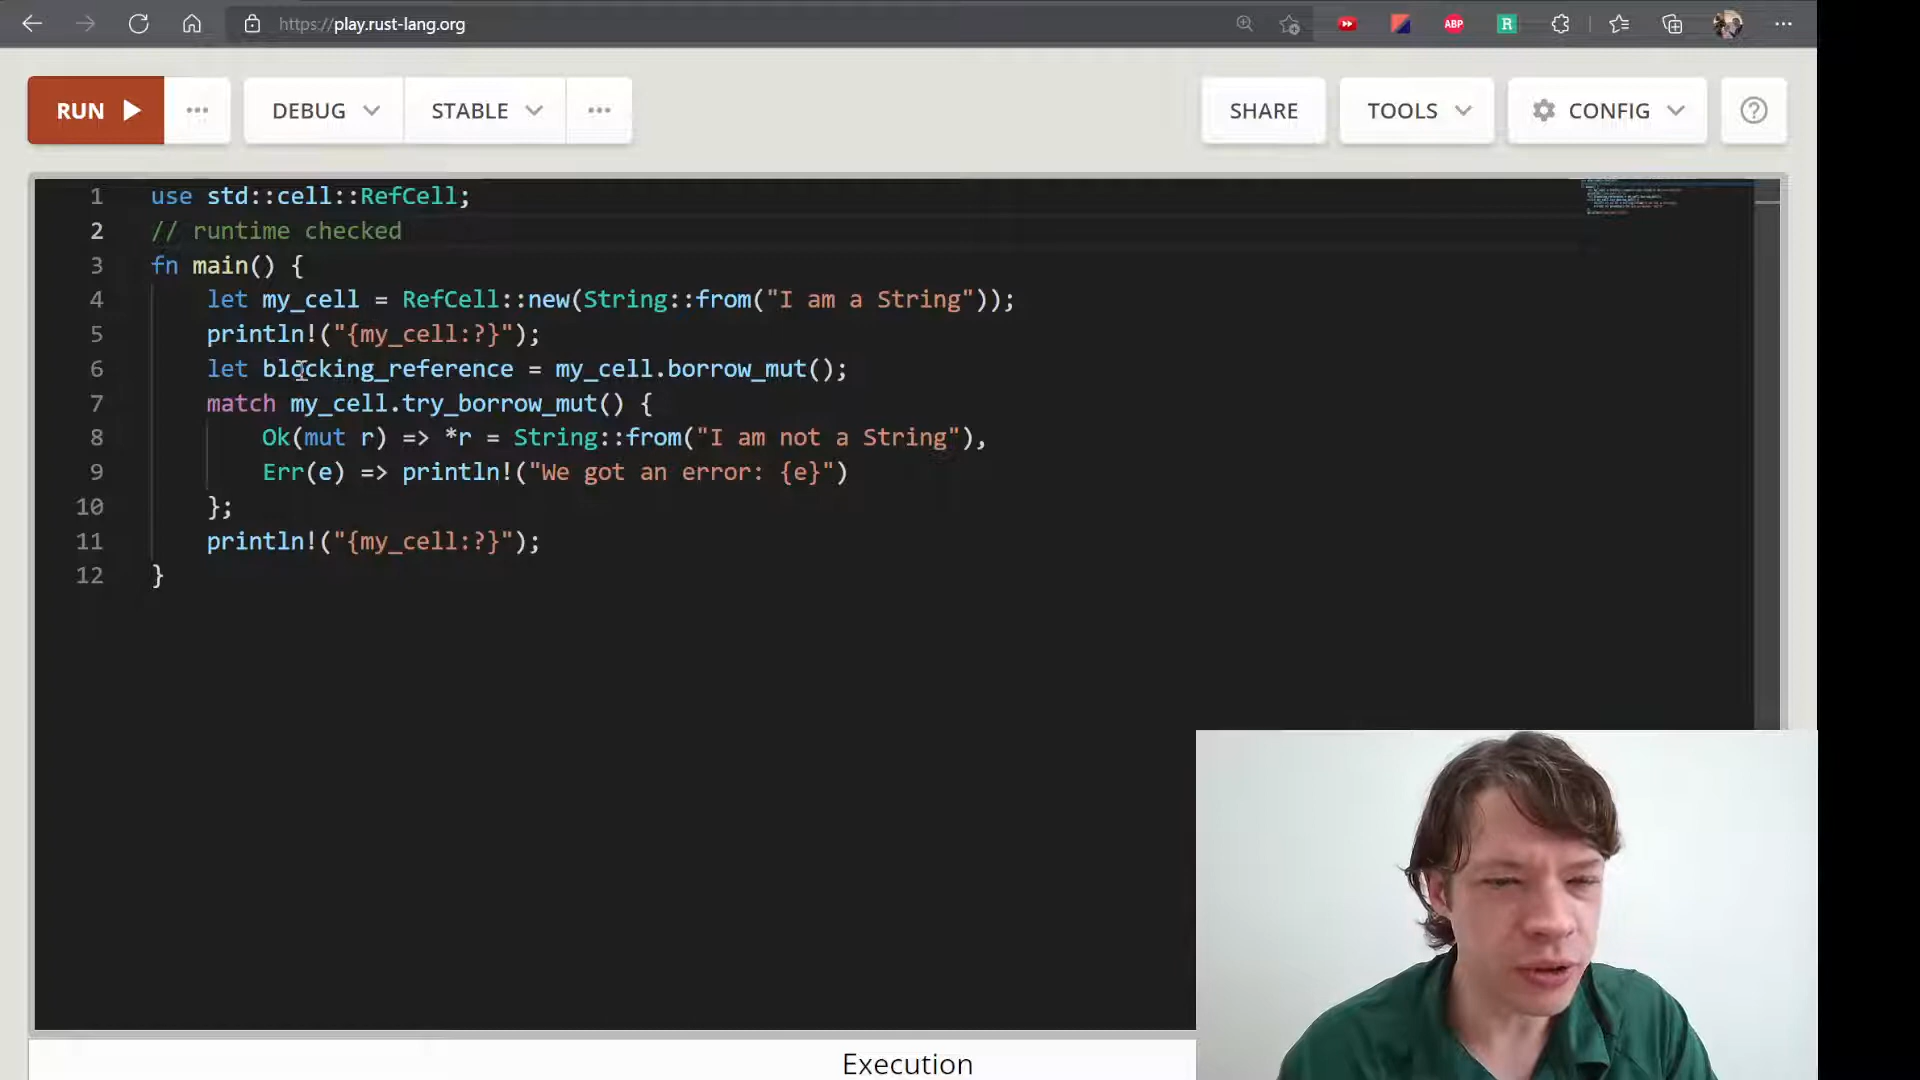 https://play.rust-lang.org
ABP
R
RUN
DEBUG
STABLE
SHARE
TOOLS
CONFIG
1 use std::cell::RefCell;
2 // runtime checked
3 fn main() {
4 let my_cell = RefCell::new(String::from("I am a String"));
5 println!("{my_cell:?}");
6 let blocking_reference = my_cell.borrow_mut();
7 match my_cell.try_borrow_mut() {
8 Ok(mut r) => *r = String::from("I am not a String"),
9 Err(e) => println!("We got an error: {e}")
10 };
11 println!("{my_cell:?}");
12 }
Execution